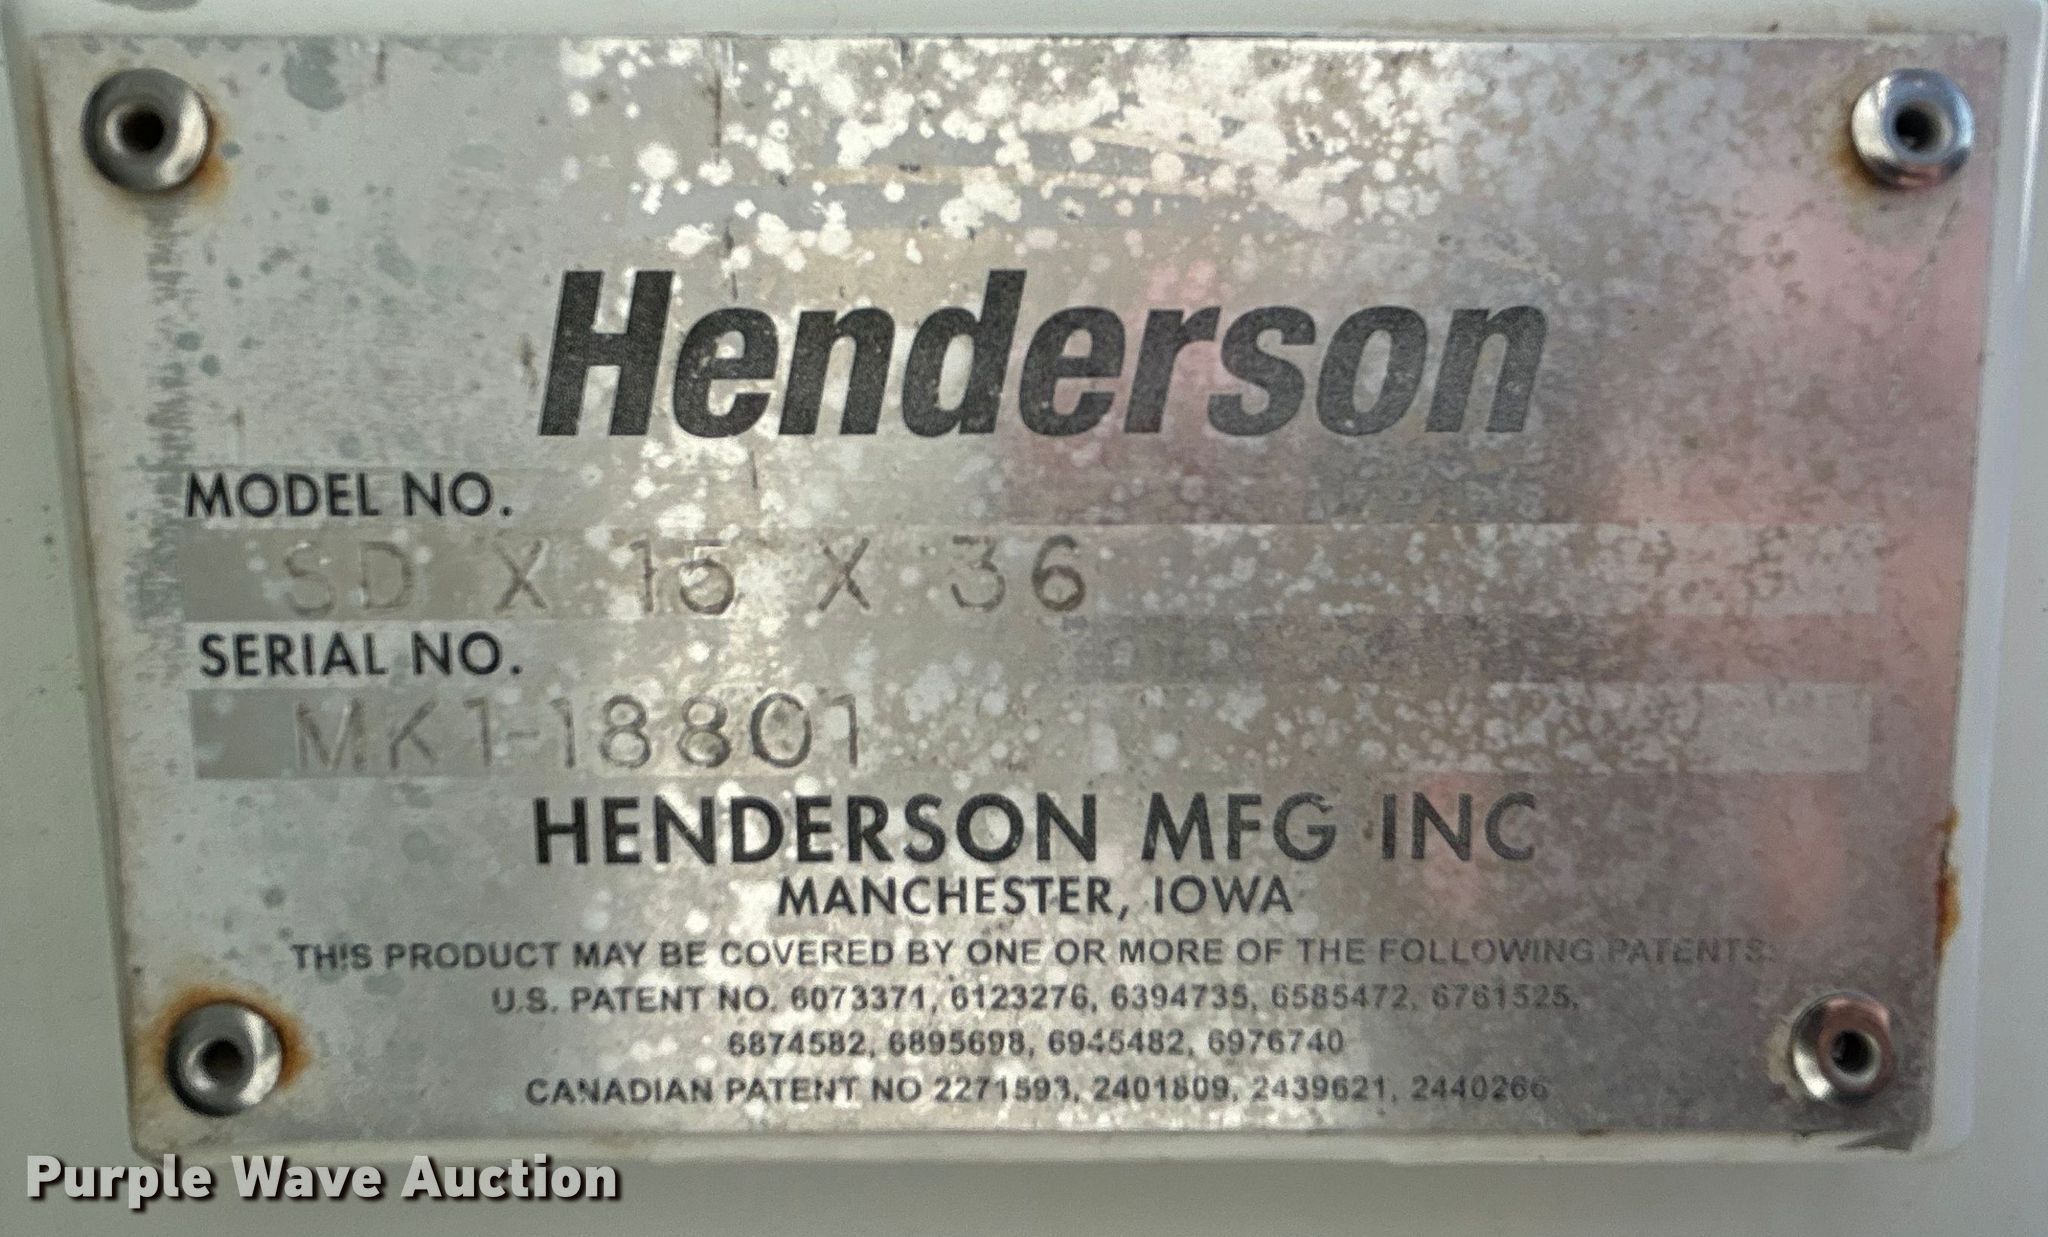 Henderson
MODEL NO.
SD X 15 X 36
SERIAL NO.
MK1-18801
HENDERSON MFG INC
MANCHESTER, IOWA
THIS PRODUCT MAY BE COVERED BY ONE OR MORE OF THE FOLLOWING PATENTS:
U.S. PATENT NO. 6073371, 6123276, 6394735, 6585472, 6761525,
6874582, 6895698, 6945482, 6976740
CANADIAN PATENT NO 2271593, 2401809, 2439621, 2440266
Purple Wave Auction